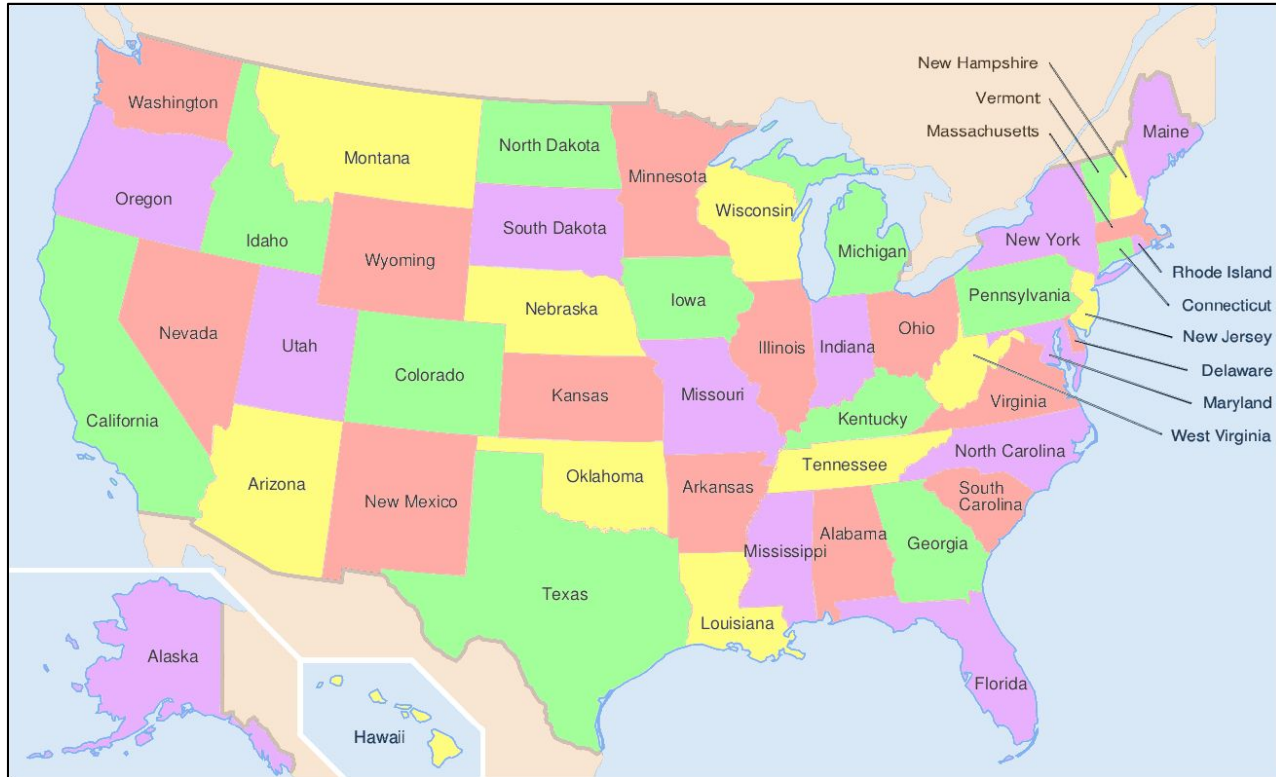 New Hampshire
Vermont
Massachusetts
Washington
Maine
Montana
North Dakota
Minnesota
Oregon
Wisconsin
South Dakota
Idaho
Michigan
New York
Wyoming
Rhode Island
Iowa
Pennsylvania
Connecticut
Nebraska
Nevada
Ohio
New Jersey
Utah
Illinois
Indiana
Colorado
Delaware
Kansas
Missouri
Virginia
Maryland
California
Kentucky
West Virginia
North Carolina
Tennessee
Oklahoma
Arizona
Arkansas
South
Carolina
New Mexico
Alabama
Georgia
Mississippi
Texas
Louisiana
Alaska
Florida
Hawaii